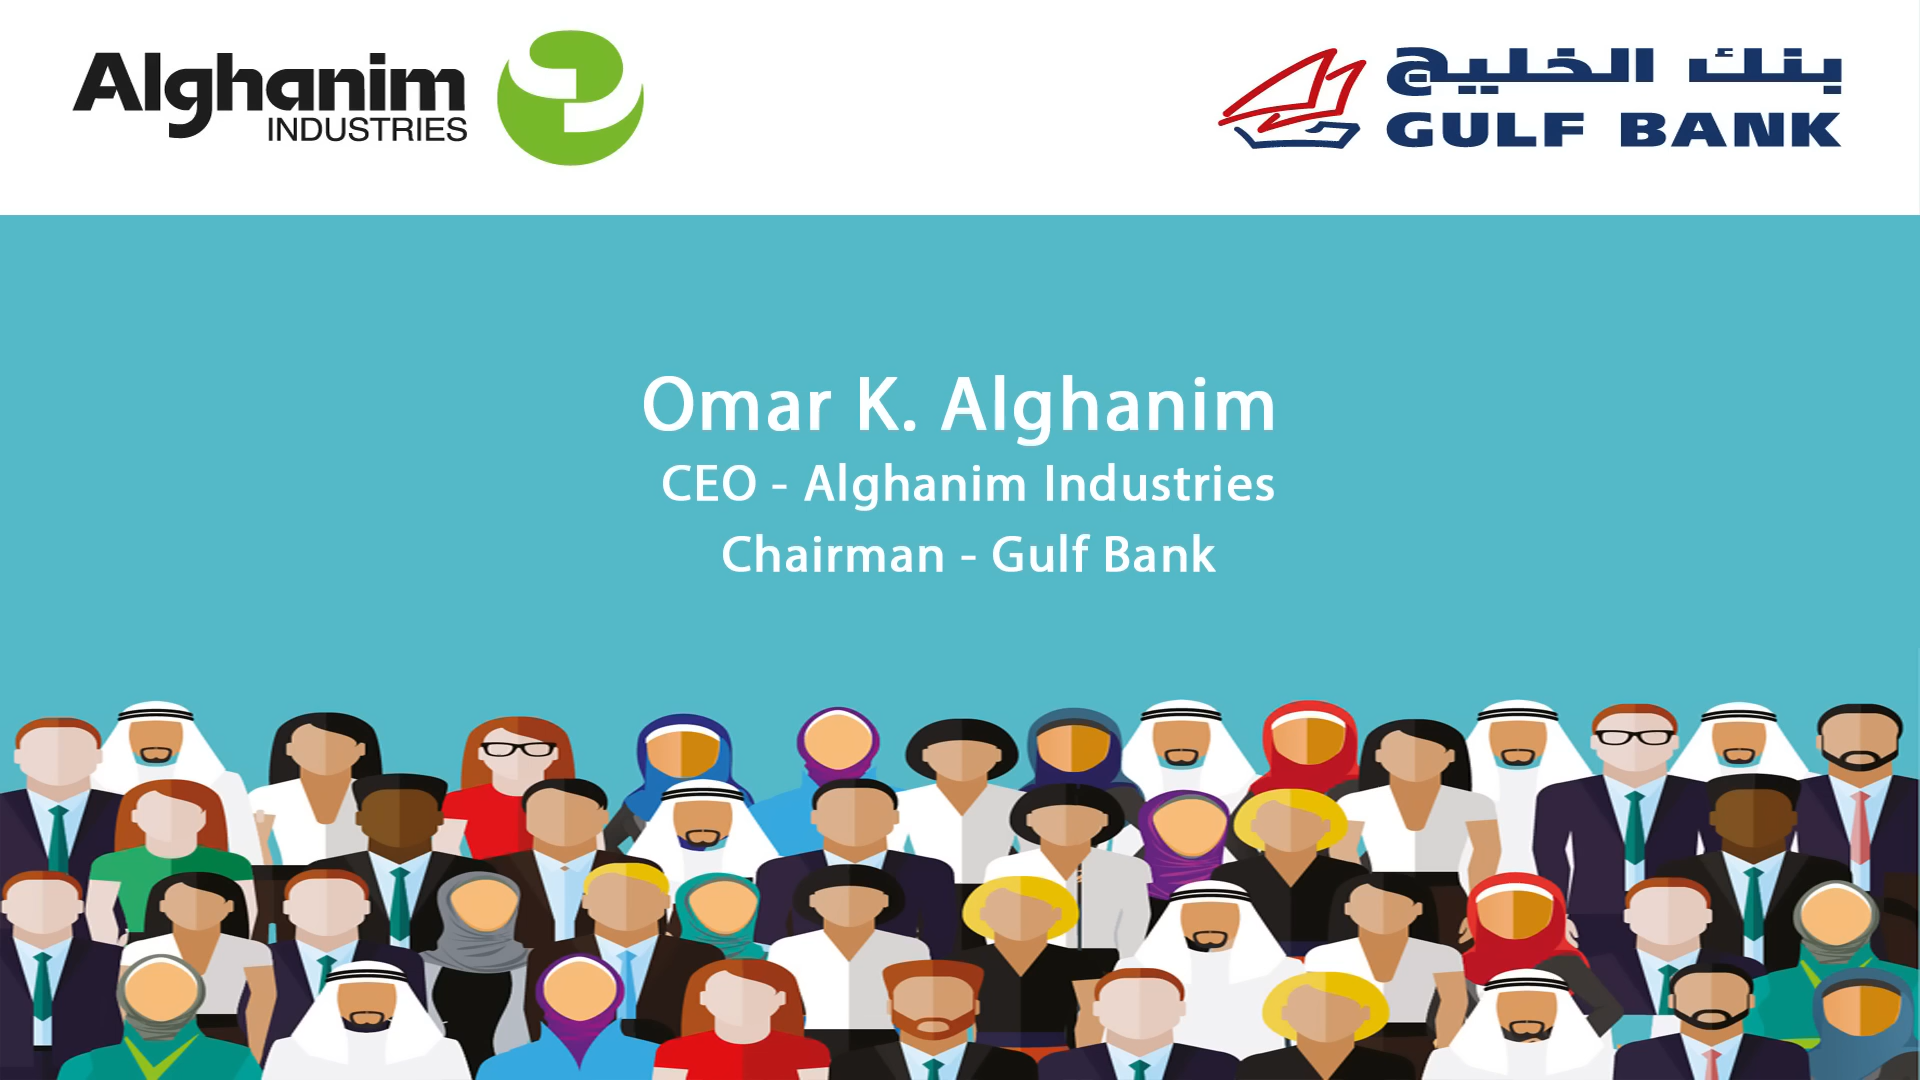 Alghanim
INDUSTRIES
بنك الخليج
GULF BANK
Omar K. Alghanim
CEO - Alghanim Industries
Chairman - Gulf Bank